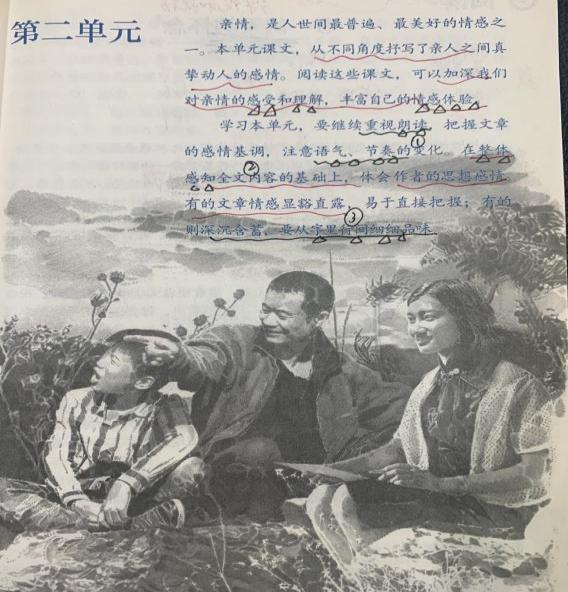 第二单元
亲情，是人世间最普遍、最美好的情感之
一。本单元课文，从不同角度抒写了亲人之间真
挚动人的感情。阅读这些课文，可以加深我们
对亲情的感受和理解，丰富自己的情感体验。
学习本单元，要继续重视朗读，把握文章
①
的感情基调，注意语气、节奏的变化。在整体
②
感知全文内容的基础上，体会作者的思想感情。
有的文章情感显豁直露，易于直接把握；有的
③
则深沉含蓄，要从字里行间细细品味。